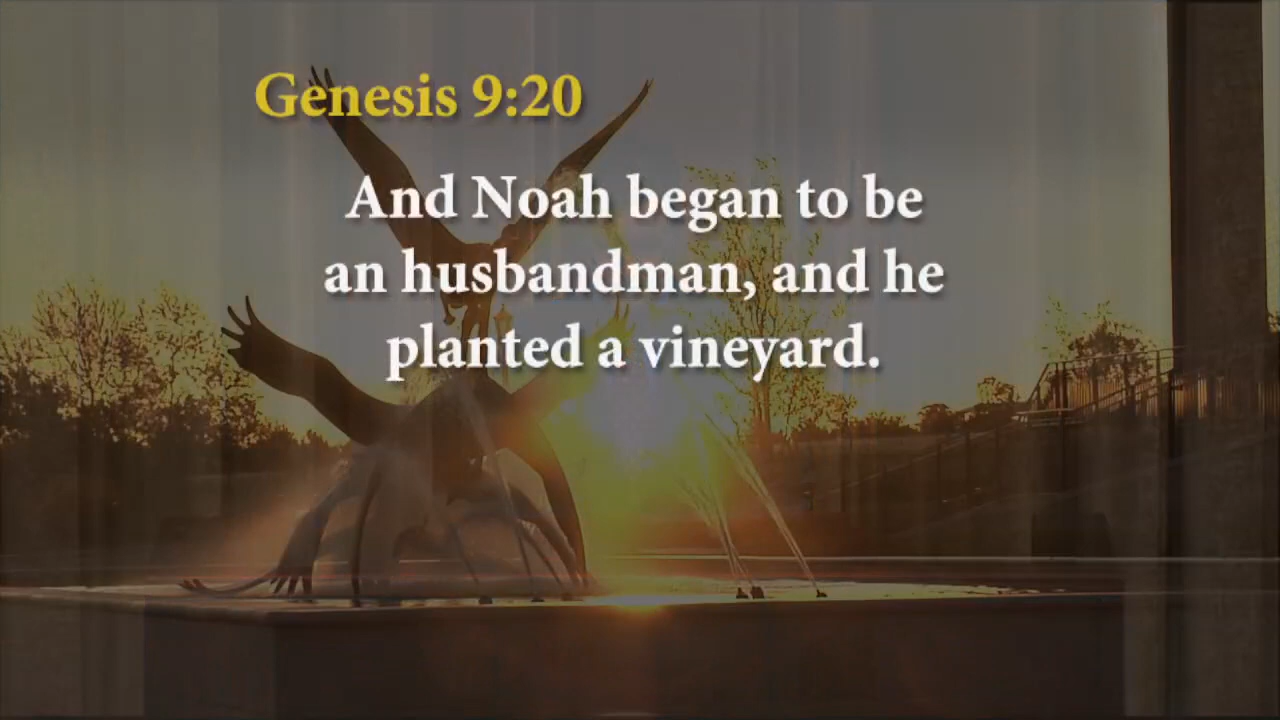 Genesis 9:20
And Noah began to be
an husbandman, and he
planted a vineyard.